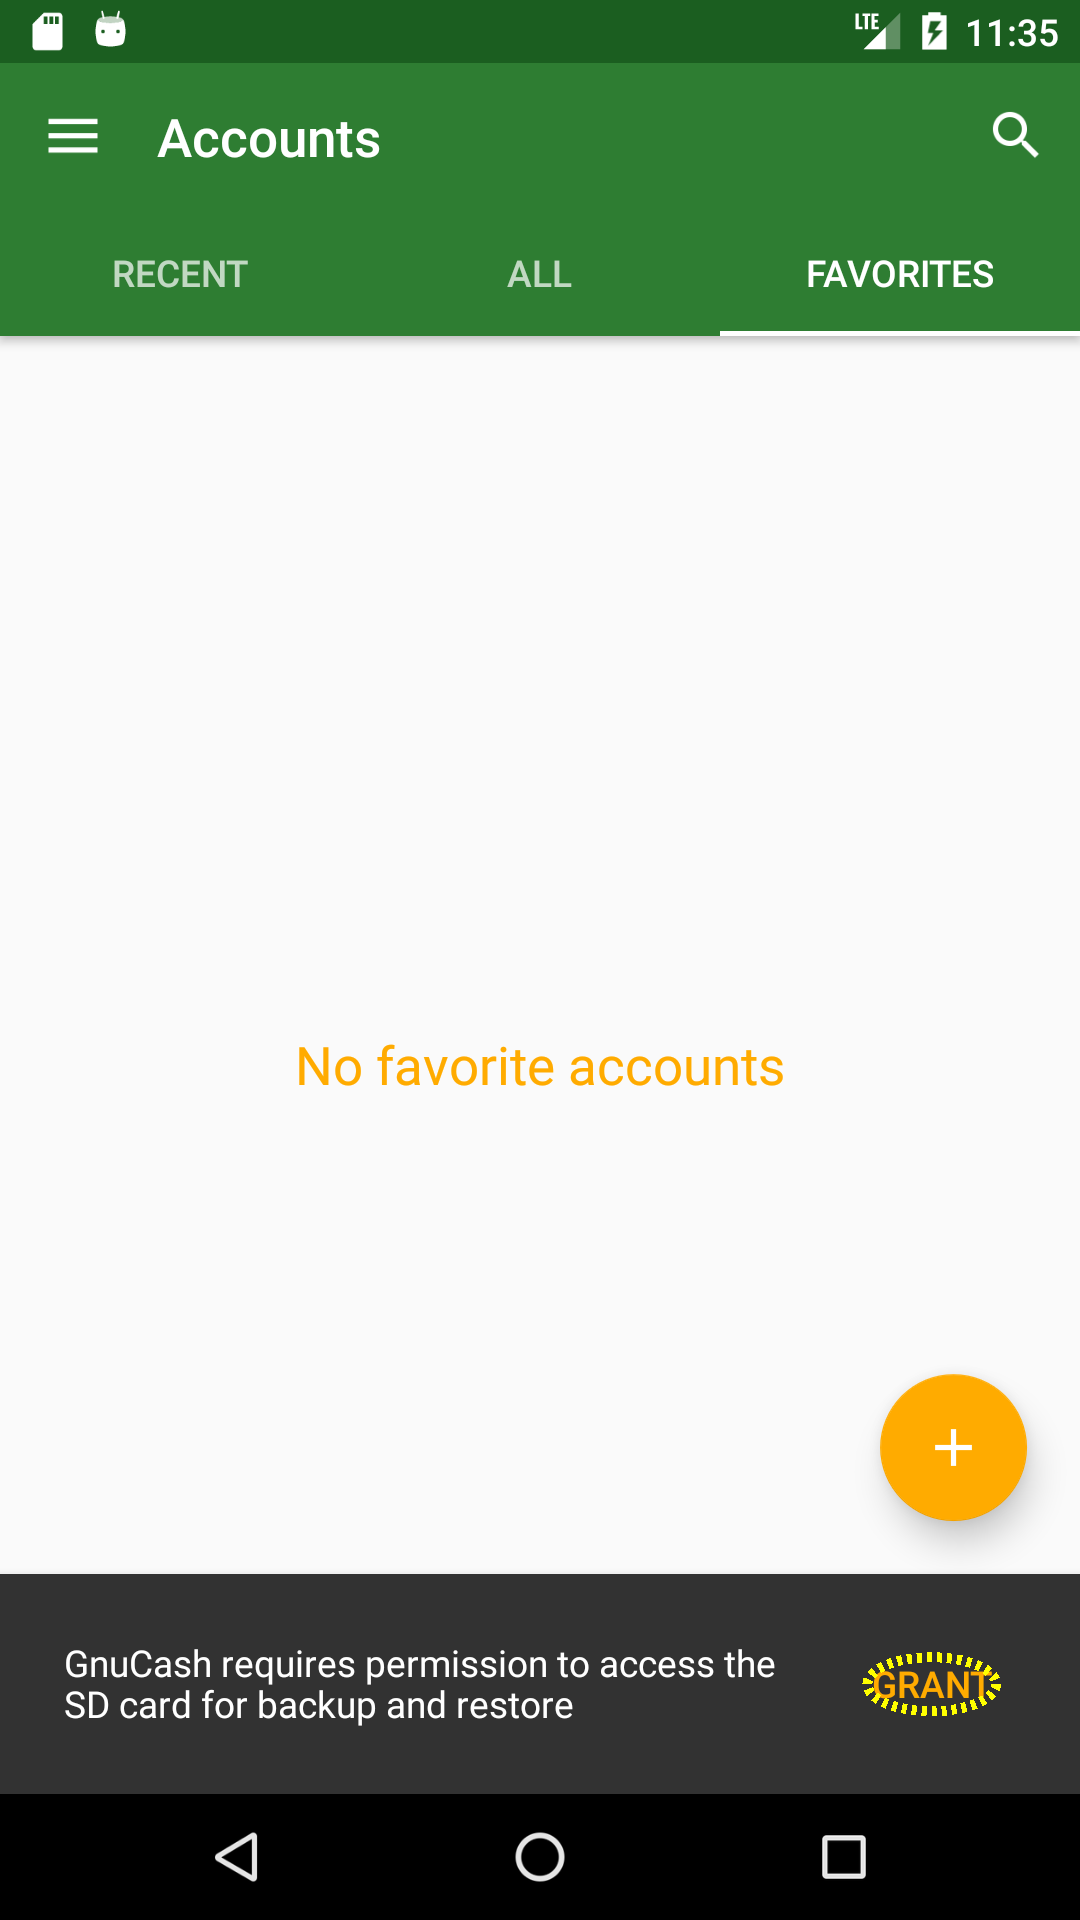 LTE 11:35
Accounts
RECENT ALL FAVORITES
No favorite accounts
GnuCash requires permission to access the
SD card for backup and restore
GRANT